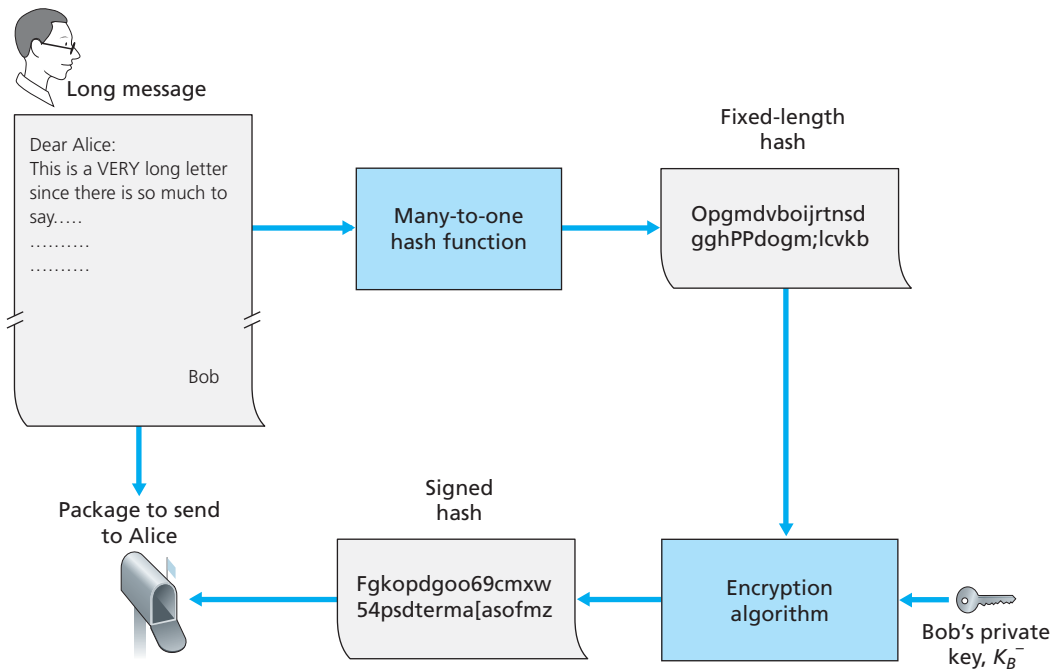 Long message
Dear Alice:
This is a VERY long letter
since there is so much to
say.....
..........
..........
Bob
Many-to-one
hash function
Fixed-length
hash
Opgmdvboijrtnsd
gghPPdogm;lcvkb
Package to send
to Alice
Signed
hash
Fgkopdgoo69cmxw
54psdterma[asofmz
Encryption
algorithm
Bob's private
key, K_B^–